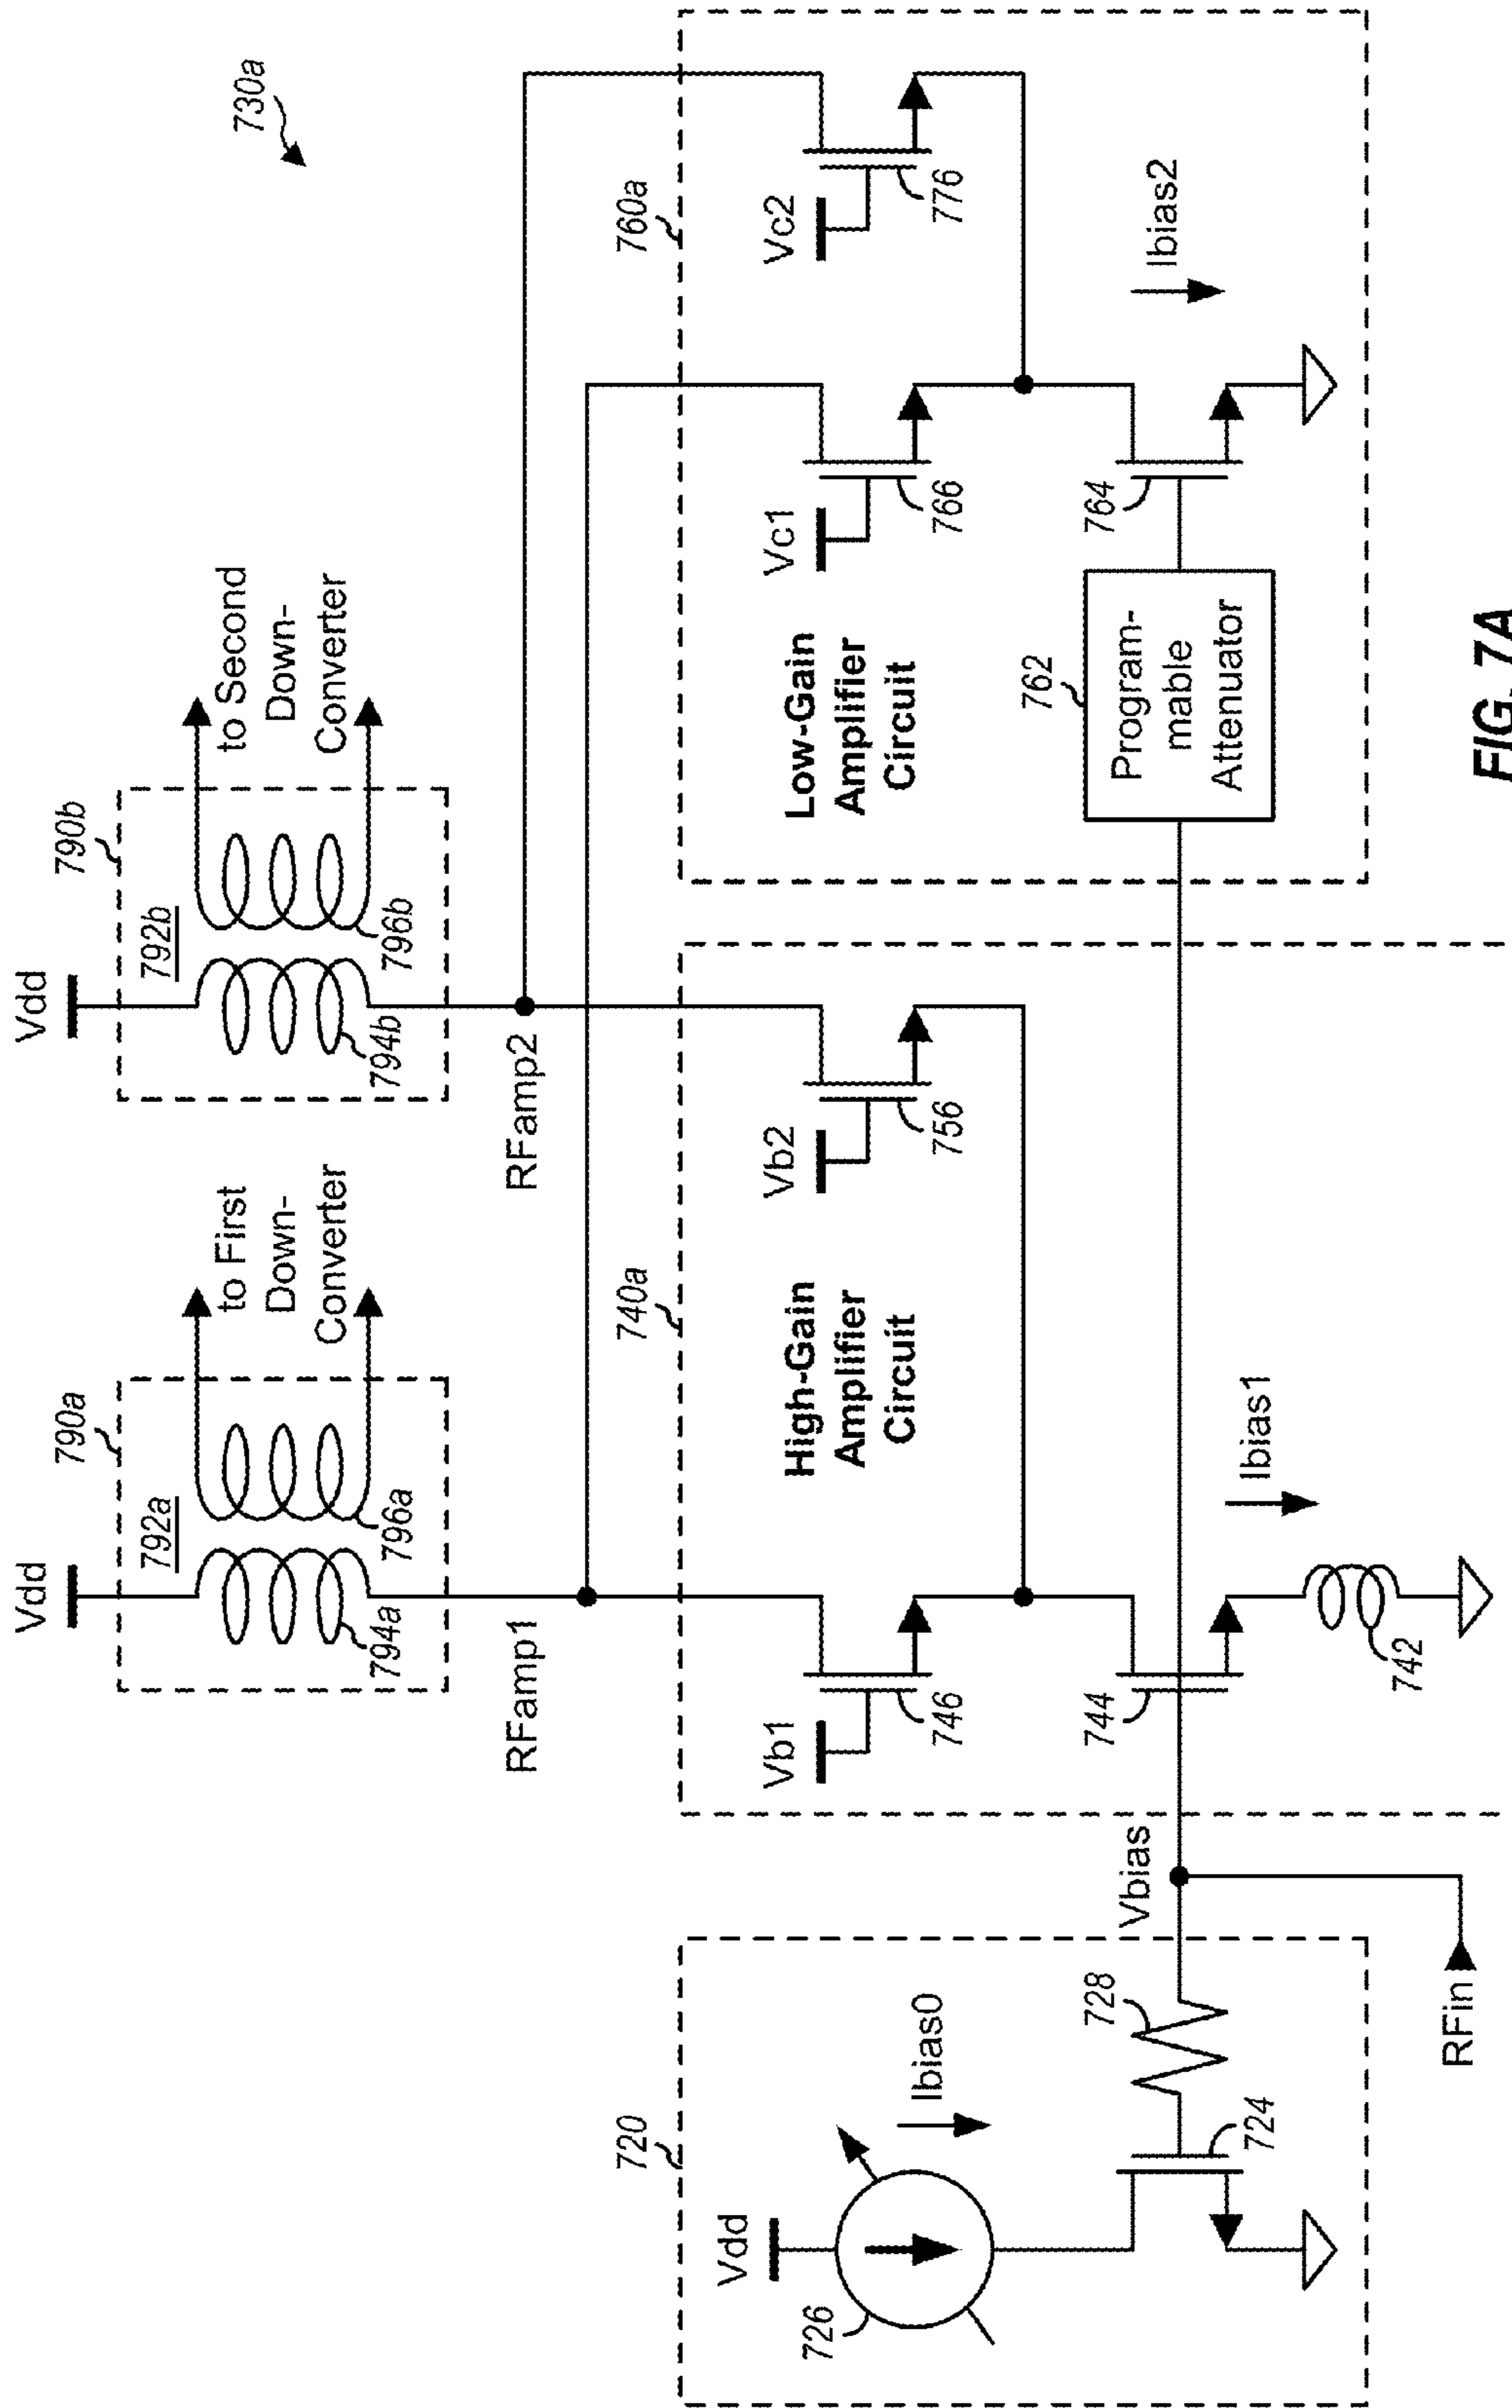 730a
Vdd
790a
792a
794a
796a
to First
Down-
Converter
Vdd
790b
792b
794b
796b
to Second
Down-
Converter
RFamp1
RFamp2
720
Vdd
726
Ibias0
724
728
Vbias
RFin
740a
High-Gain
Amplifier
Circuit
Vb1
746
Vb2
756
744
Ibias1
742
760a
Low-Gain
Amplifier
Circuit
Vc1
766
Vc2
776
762
Program-
mable
Attenuator
764
Ibias2
FIG. 7A